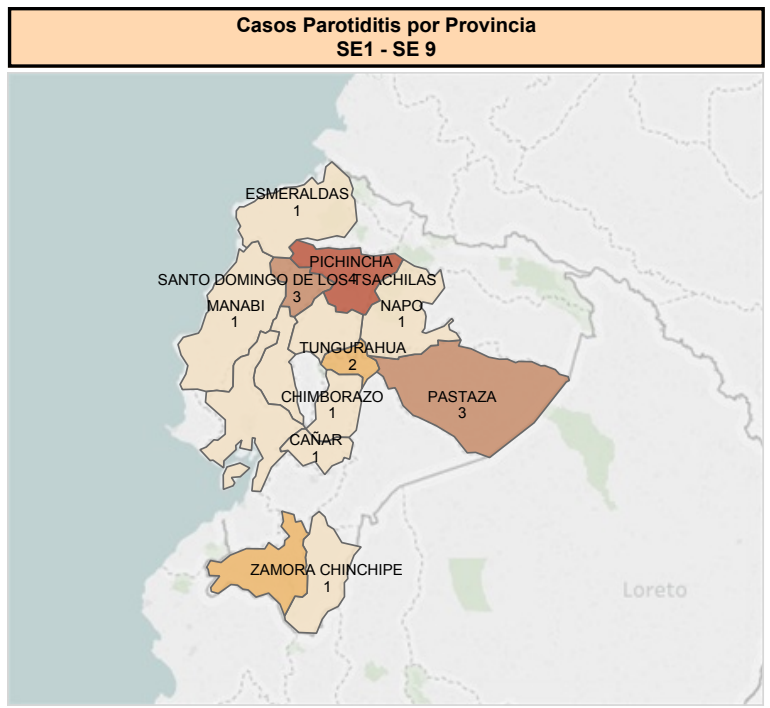 Casos Parotiditis por Provincia
SE1 - SE 9
ESMERALDAS
1
PICHINCHA
4
SANTO DOMINGO DE LOS TSACHILAS
3
MANABI
1
NAPO
1
TUNGURAHUA
2
CHIMBORAZO
1
PASTAZA
3
CAÑAR
1
ZAMORA CHINCHIPE
1
Loreto